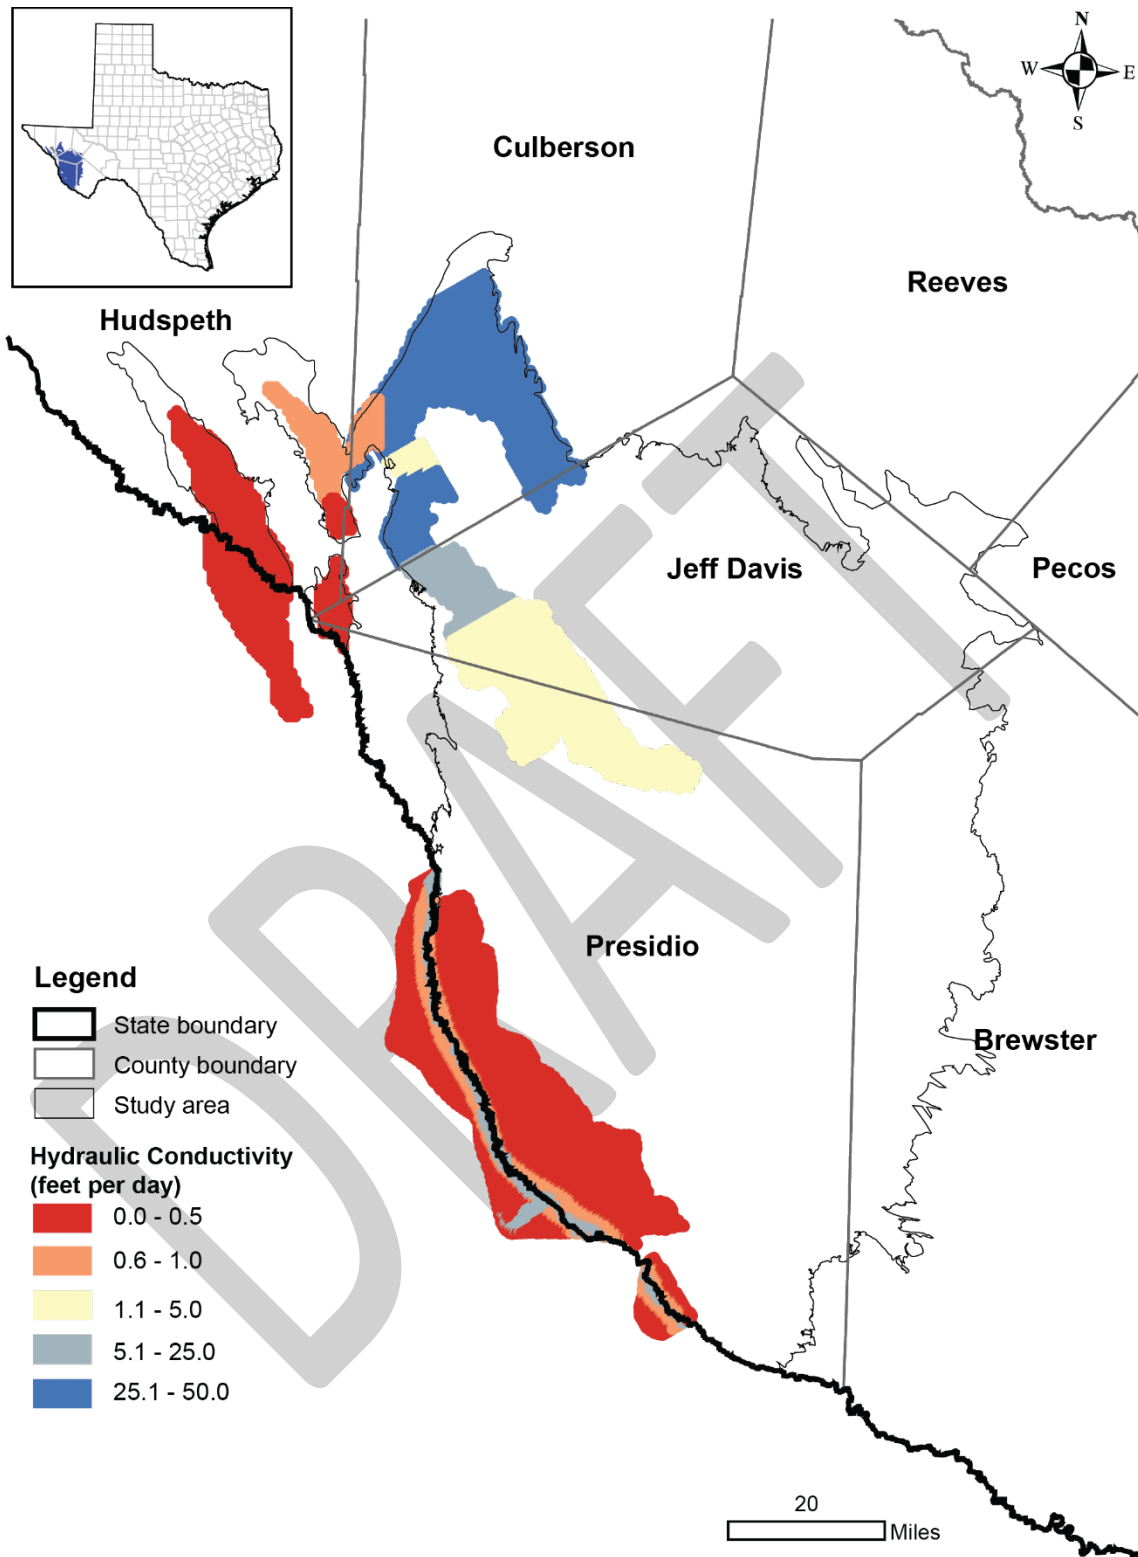 N
W
E
S
Culberson
Reeves
Hudspeth
Jeff Davis
Pecos
Presidio
Brewster
DRAFT
Legend
State boundary
County boundary
Study area
Hydraulic Conductivity
(feet per day)
0.0 - 0.5
0.6 - 1.0
1.1 - 5.0
5.1 - 25.0
25.1 - 50.0
20
Miles